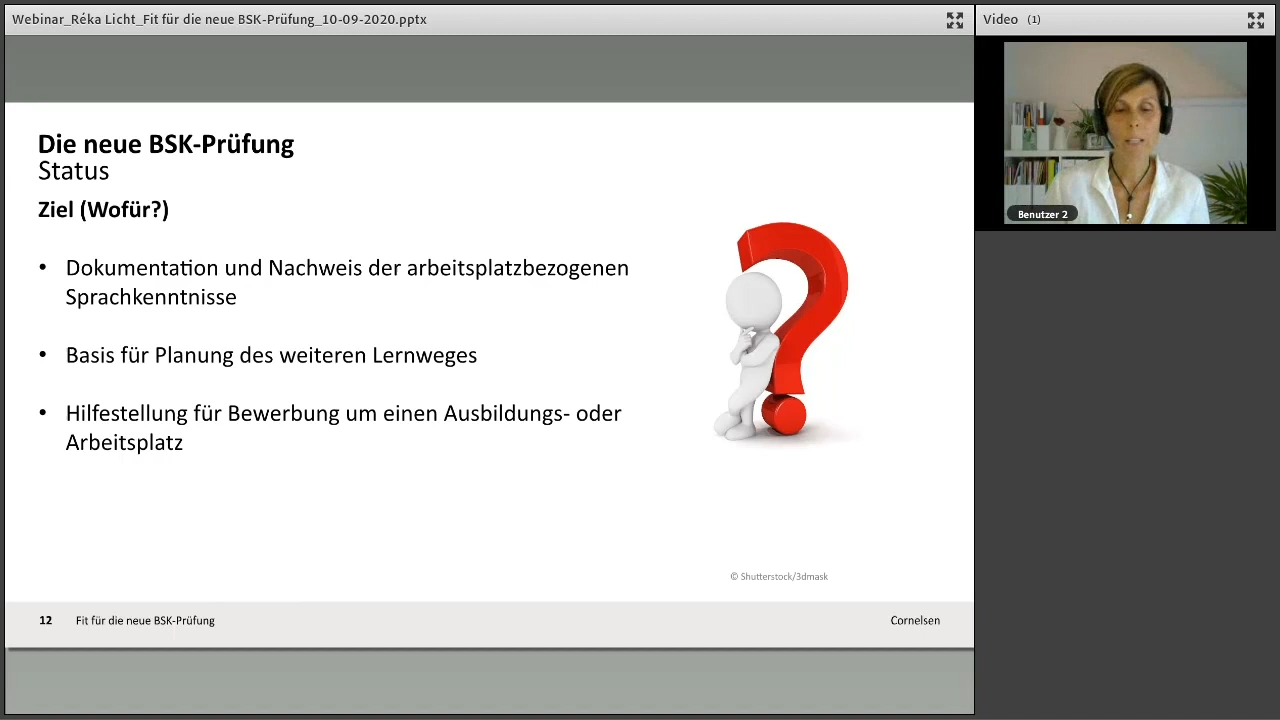 Webinar_Réka Licht_Fit für die neue BSK-Prüfung_10-09-2020.pptx
Video (1)
Benutzer 2
Die neue BSK-Prüfung
Status
Ziel (Wofür?)
• Dokumentation und Nachweis der arbeitsplatzbezogenen
Sprachkenntnisse
• Basis für Planung des weiteren Lernweges
• Hilfestellung für Bewerbung um einen Ausbildungs- oder
Arbeitsplatz
© Shutterstock/3dmask
12 Fit für die neue BSK-Prüfung Cornelsen